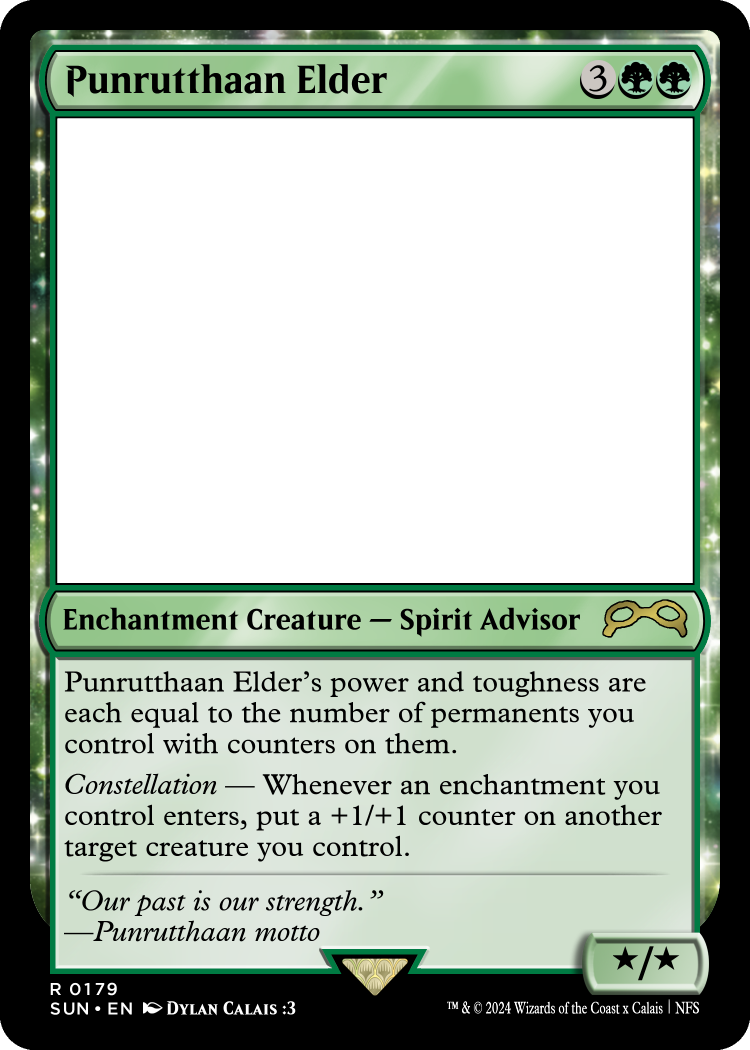 Punrutthaan Elder 3
Enchantment Creature — Spirit Advisor
Punrutthaan Elder’s power and toughness are
each equal to the number of permanents you
control with counters on them.
Constellation — Whenever an enchantment you
control enters, put a +1/+1 counter on another
target creature you control.
“Our past is our strength.”
—Punrutthaan motto
★/★
R 0179
SUN • EN Dylan Calais :3
™ & © 2024 Wizards of the Coast x Calais | NFS